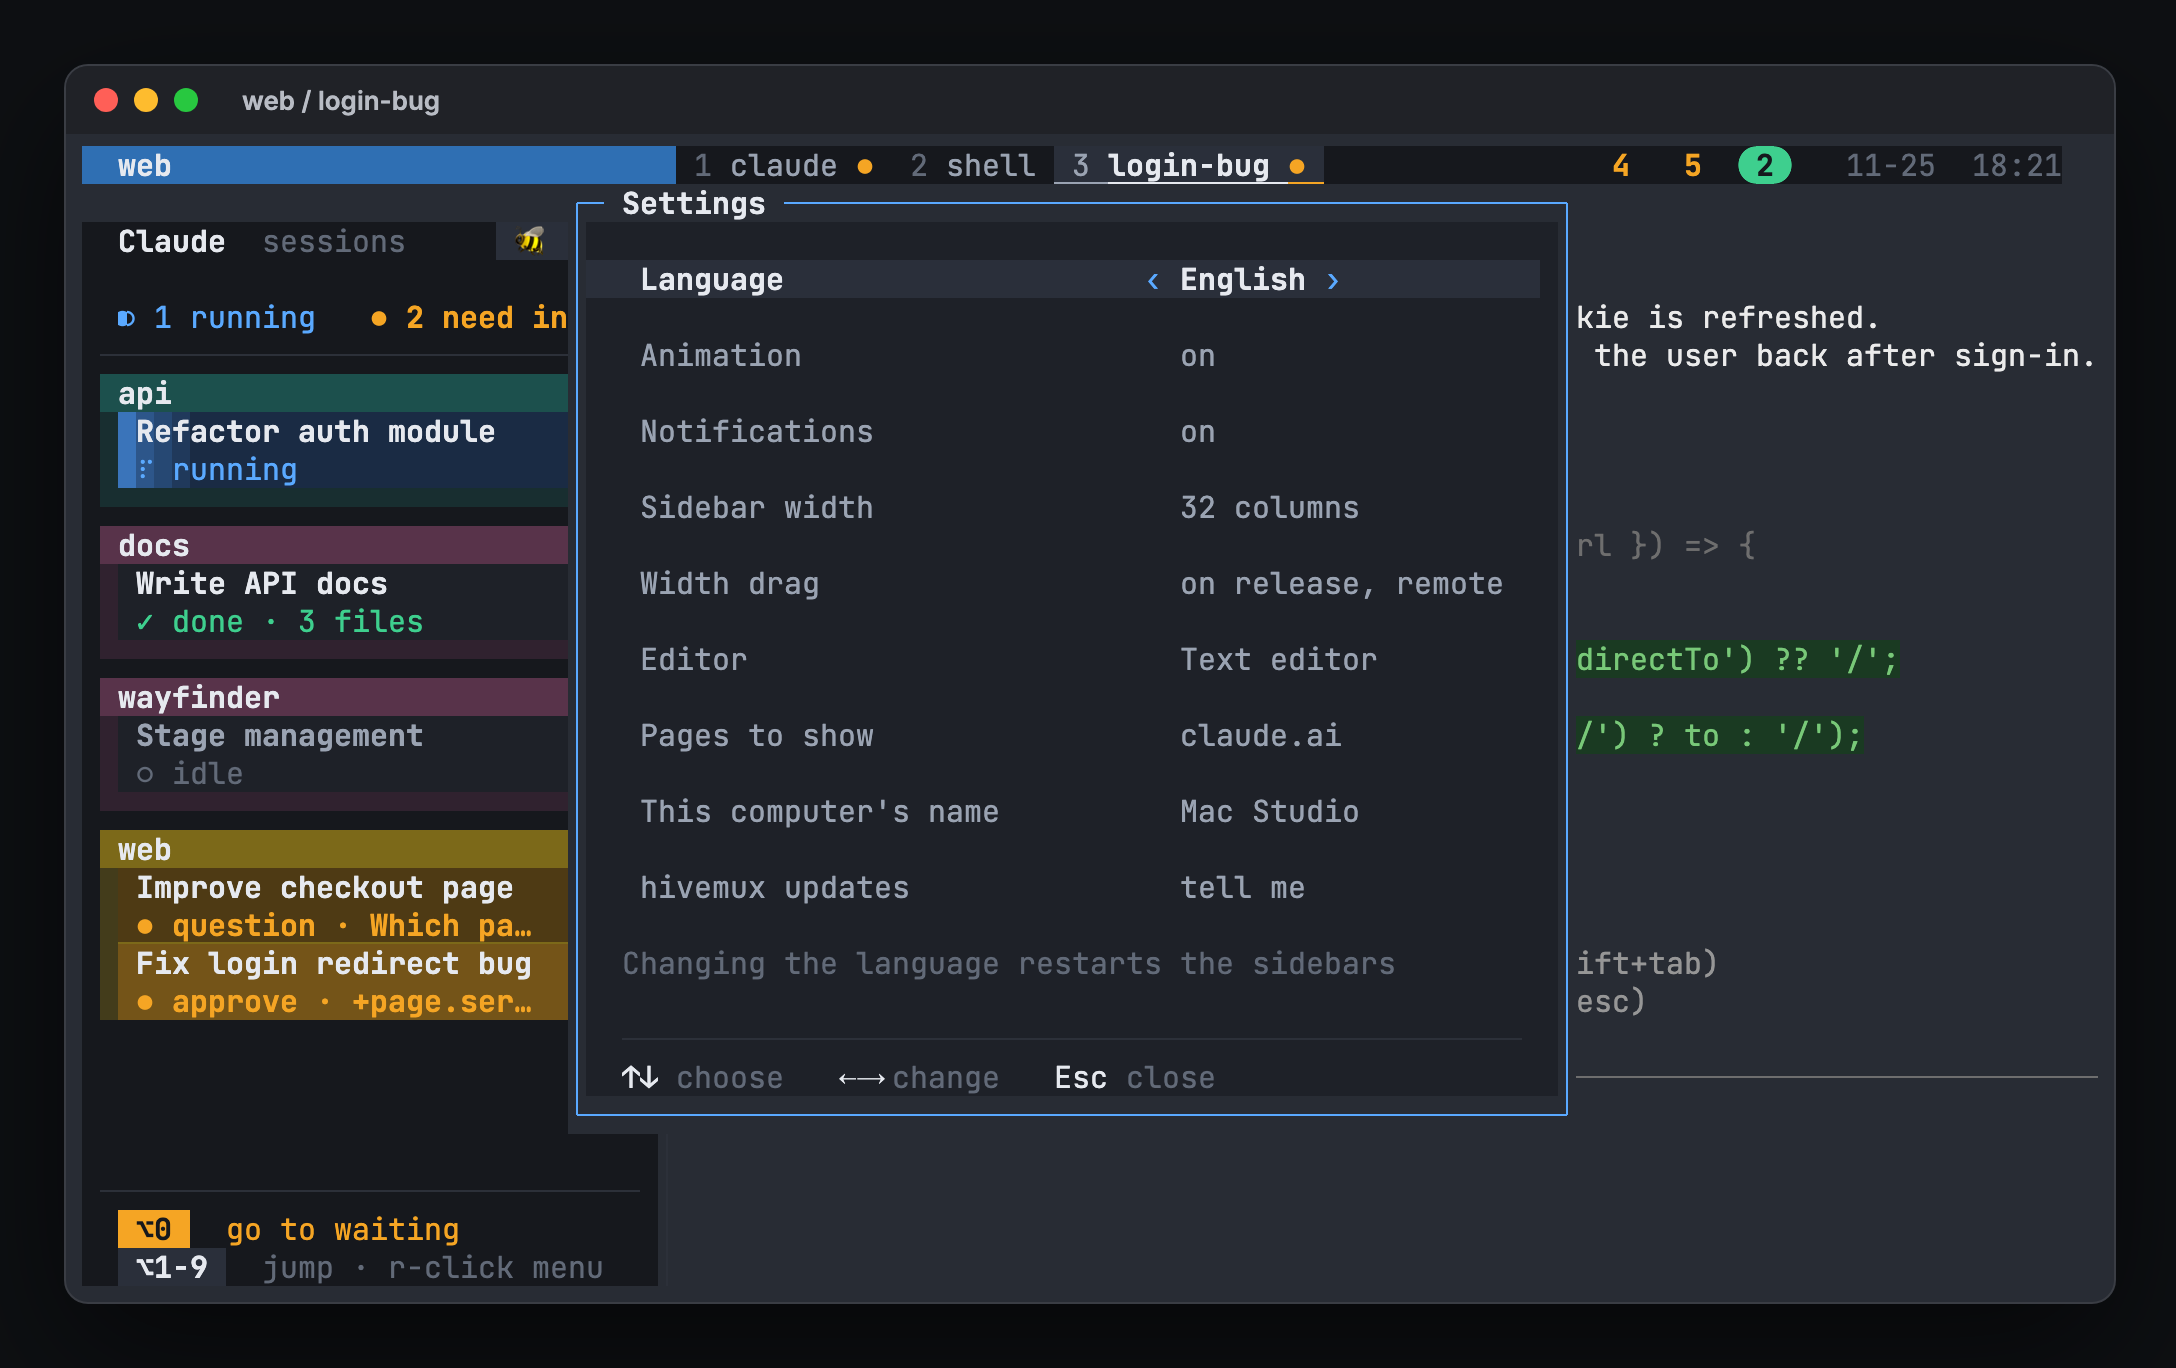 web / login-bug
web 1 claude ● 2 shell 3 login-bug ● 4 5 2 11-25 18:21
Claude sessions
1 running ● 2 need in
api
Refactor auth module
running
docs
Write API docs
✓ done · 3 files
wayfinder
Stage management
○ idle
web
Improve checkout page
● question · Which pa…
Fix login redirect bug
● approve · +page.ser…
⌥0 go to waiting
⌥1-9 jump · r-click menu
Settings
Language ‹ English ›
Animation on
Notifications on
Sidebar width 32 columns
Width drag on release, remote
Editor Text editor
Pages to show claude.ai
This computer's name Mac Studio
hivemux updates tell me
Changing the language restarts the sidebars
↑↓ choose ←→ change Esc close
kie is refreshed.
the user back after sign-in.
rl }) => {
directTo') ?? '/';
/') ? to : '/');
ift+tab)
esc)